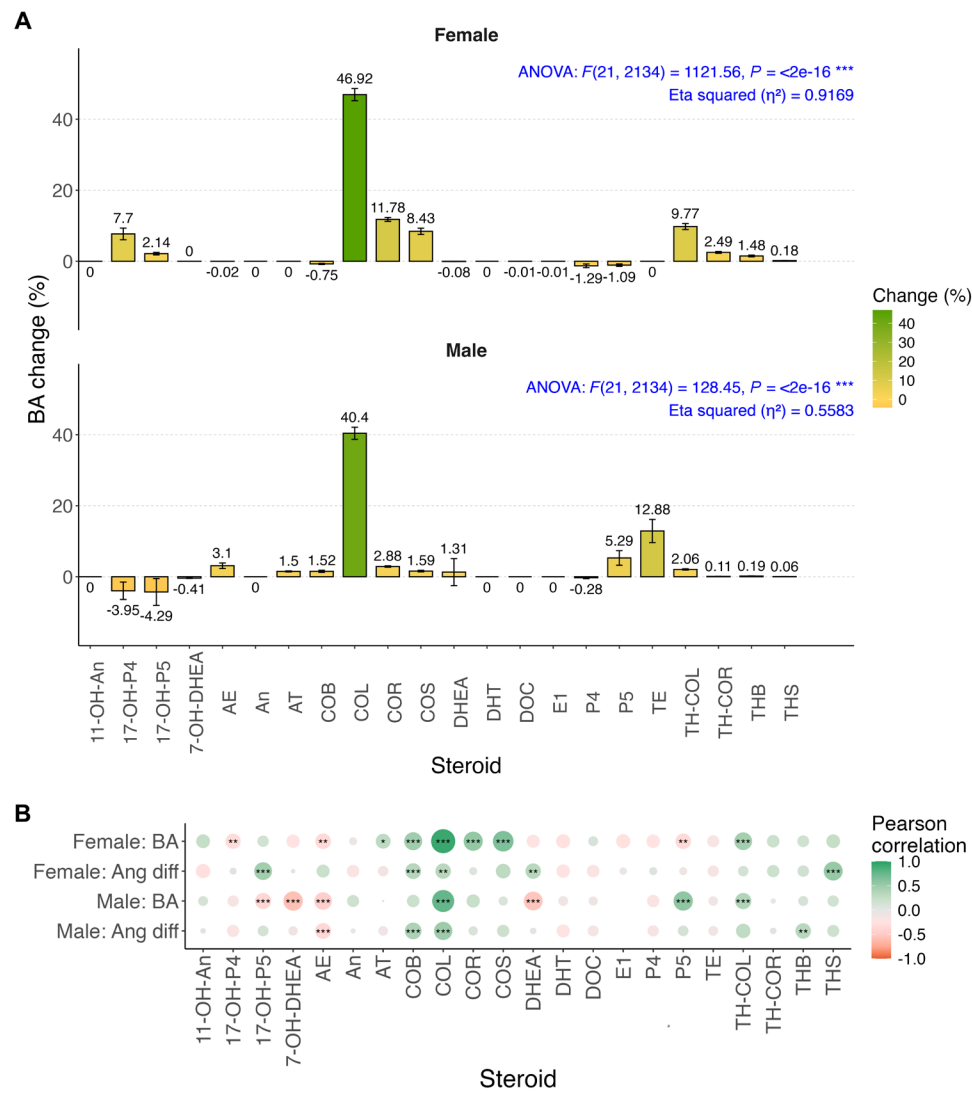 A
Female
ANOVA: F(21, 2134) = 1121.56, P = <2e-16 ***
Eta squared (η²) = 0.9169
BA change (%)
40
20
0
0
7.7
2.14
0
-0.02
0
0
-0.75
46.92
11.78
8.43
-0.08
0
-0.01
-0.01
-1.29
-1.09
0
9.77
2.49
1.48
0.18
Change (%)
40
30
20
10
0
Male
ANOVA: F(21, 2134) = 128.45, P = <2e-16 ***
Eta squared (η²) = 0.5583
40
20
0
0
-3.95
-4.29
-0.41
3.1
0
1.5
1.52
40.4
2.88
1.59
1.31
0
0
0
-0.28
5.29
12.88
2.06
0.11
0.19
0.06
11-OH-An
17-OH-P4
17-OH-P5
7-OH-DHEA
AE
An
AT
COB
COL
COR
COS
DHEA
DHT
DOC
E1
P4
P5
TE
TH-COL
TH-COR
THB
THS
Steroid
B
Female: BA
** ** * *** *** *** *** ** ***
Female: Ang diff
*** *** ** ** ***
Male: BA
*** *** *** *** *** *** ***
Male: Ang diff
*** *** *** **
11-OH-An
17-OH-P4
17-OH-P5
7-OH-DHEA
AE
An
AT
COB
COL
COR
COS
DHEA
DHT
DOC
E1
P4
P5
TE
TH-COL
TH-COR
THB
THS
Steroid
Pearson
correlation
1.0
0.5
0.0
-0.5
-1.0